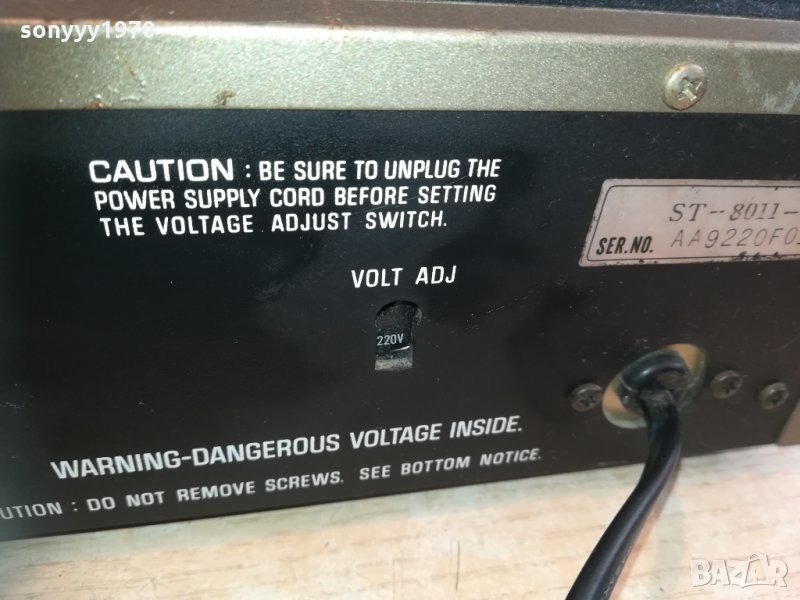 sonyyy1970
CAUTION : BE SURE TO UNPLUG THE
POWER SUPPLY CORD BEFORE SETTING
THE VOLTAGE ADJUST SWITCH.
ST-8011-
SER.NO. AA9220F0
VOLT ADJ
220V
WARNING-DANGEROUS VOLTAGE INSIDE.
UTION : DO NOT REMOVE SCREWS. SEE BOTTOM NOTICE.
BAZAR